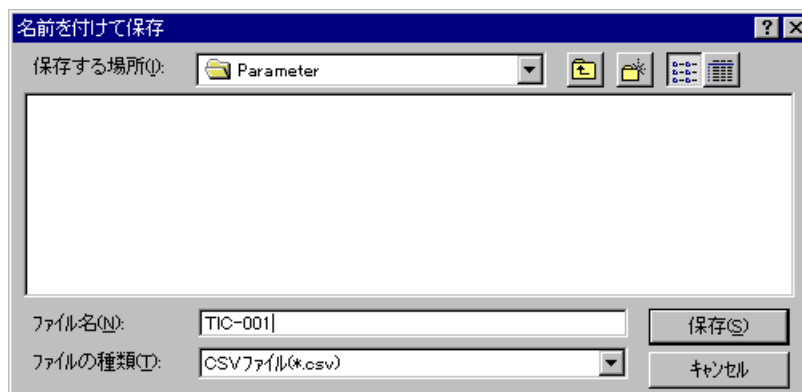 名前を付けて保存
保存する場所(I): Parameter
ファイル名(N): TIC-001 保存(S)
ファイルの種類(T): CSVファイル(*.csv) キャンセル